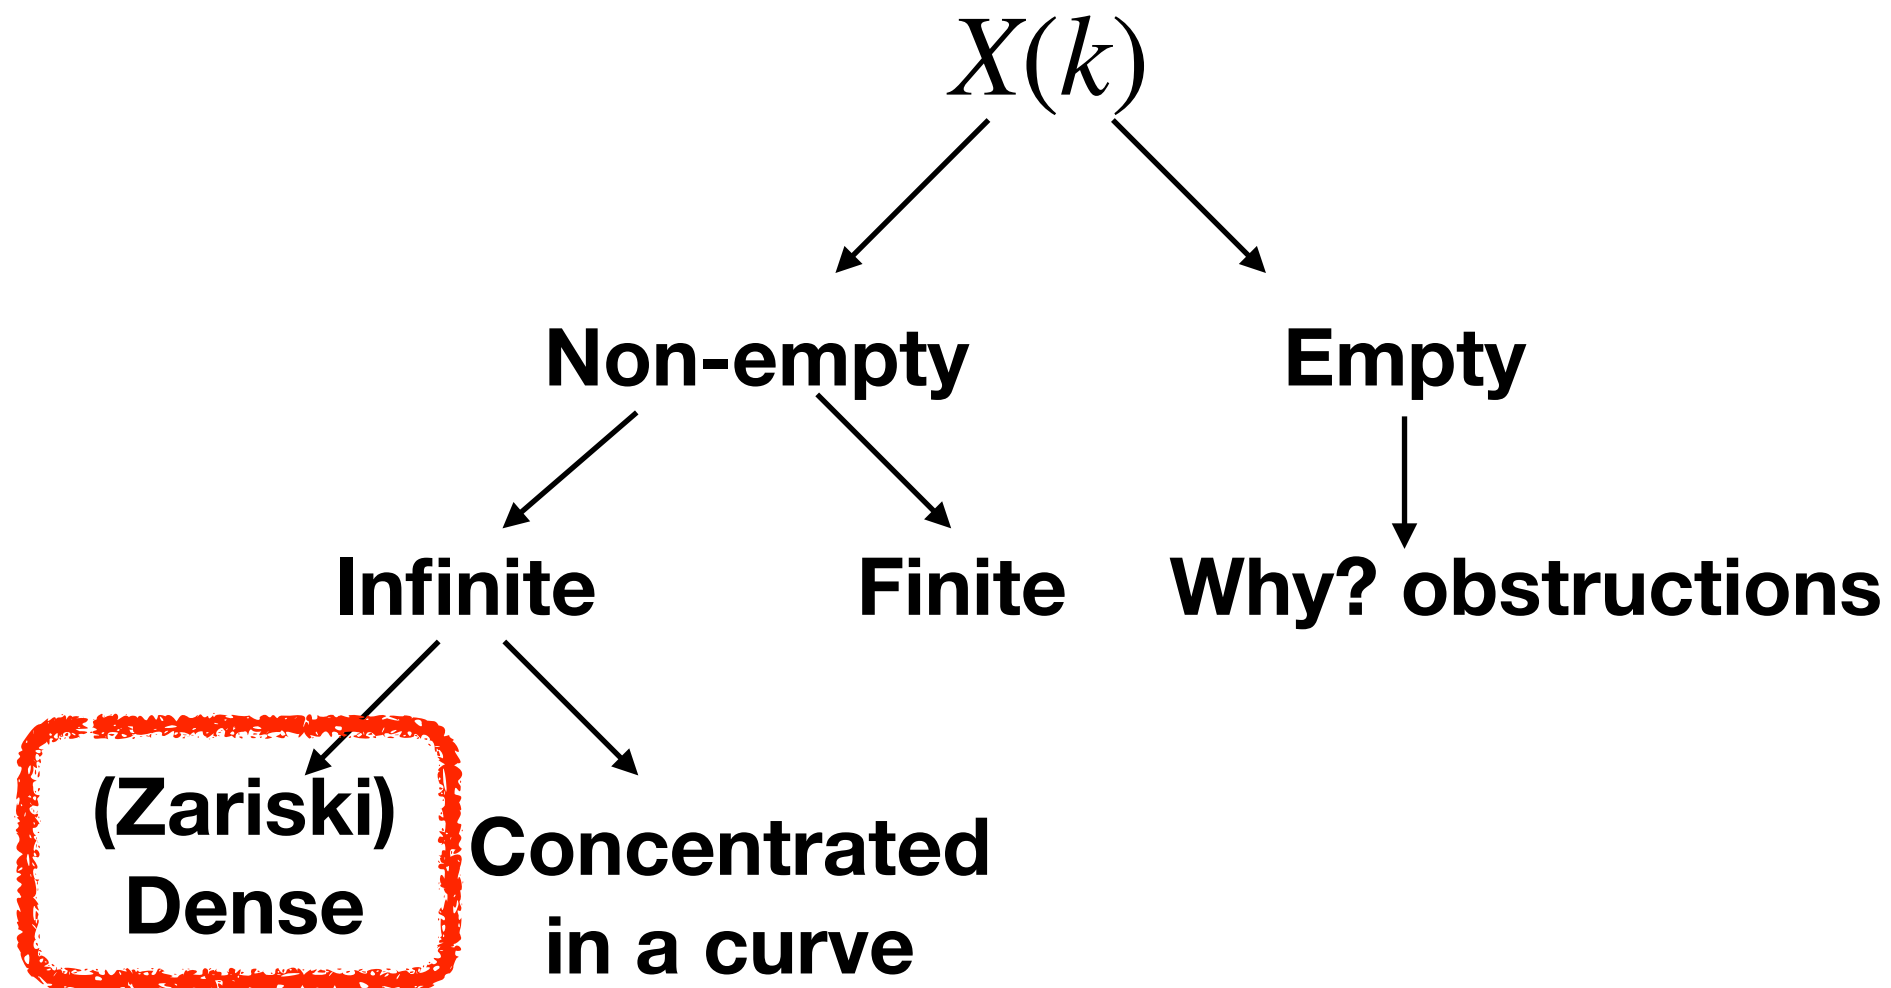 X(k)
Non-empty
Empty
Infinite
Finite
Why? obstructions
(Zariski)
Dense
Concentrated
in a curve